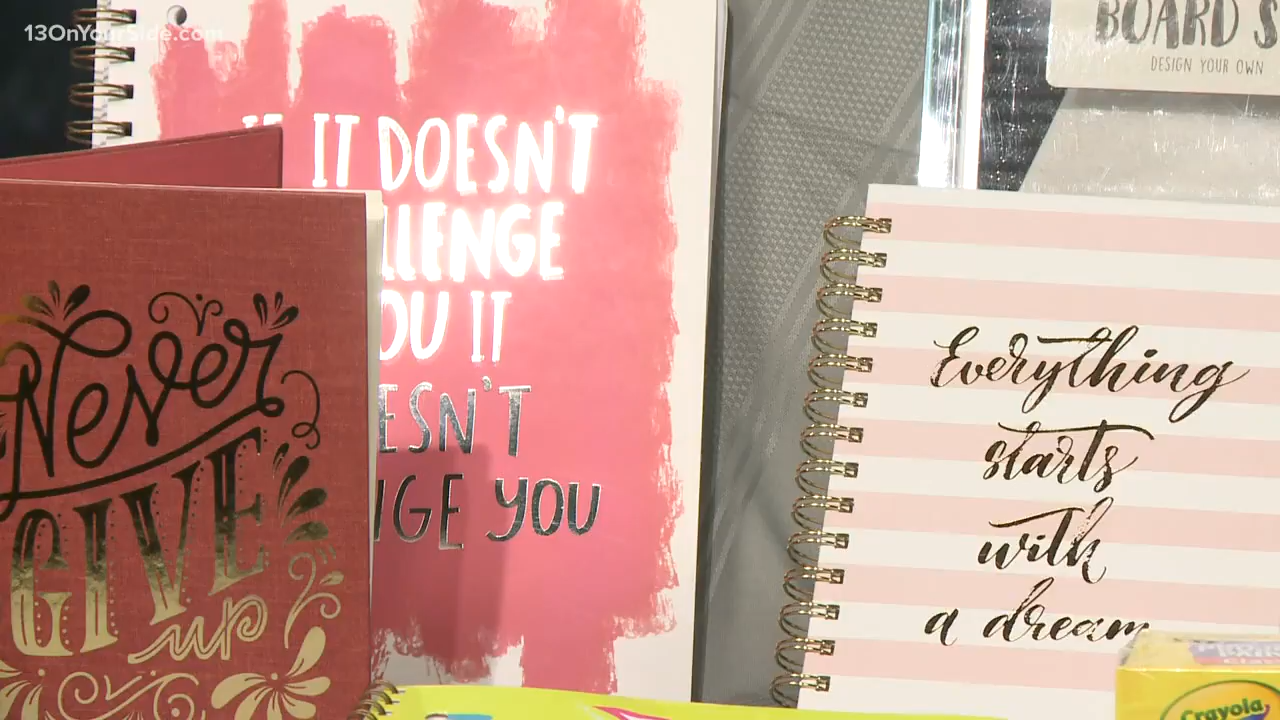 13OnYourSide.com
IT DOESN'T
LLENGE
OU IT
ESN'T
NGE YOU
Never
GIVE
up
BOARD S
DESIGN YOUR OWN
Everything
starts
with
a dream
Crayola